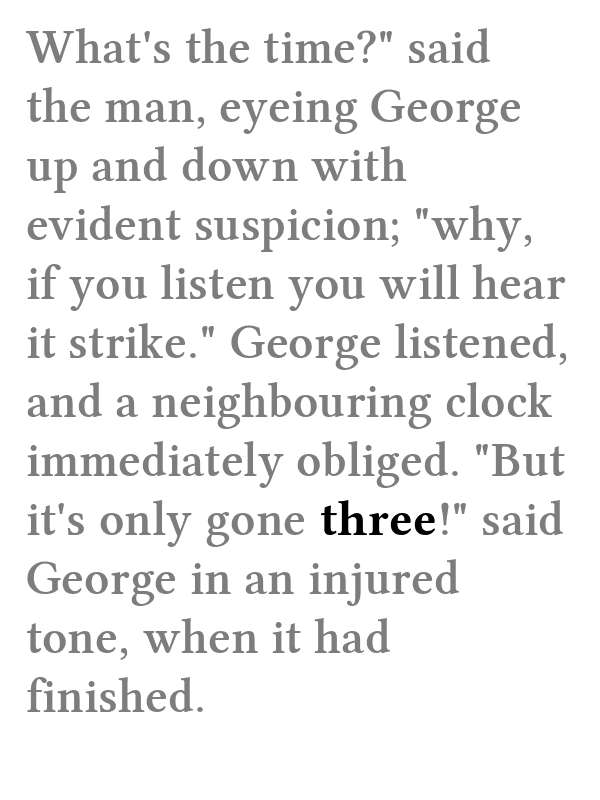 What's the time?" said
the man, eyeing George
up and down with
evident suspicion; "why,
if you listen you will hear
it strike." George listened,
and a neighbouring clock
immediately obliged. "But
it's only gone three!" said
George in an injured
tone, when it had
finished.